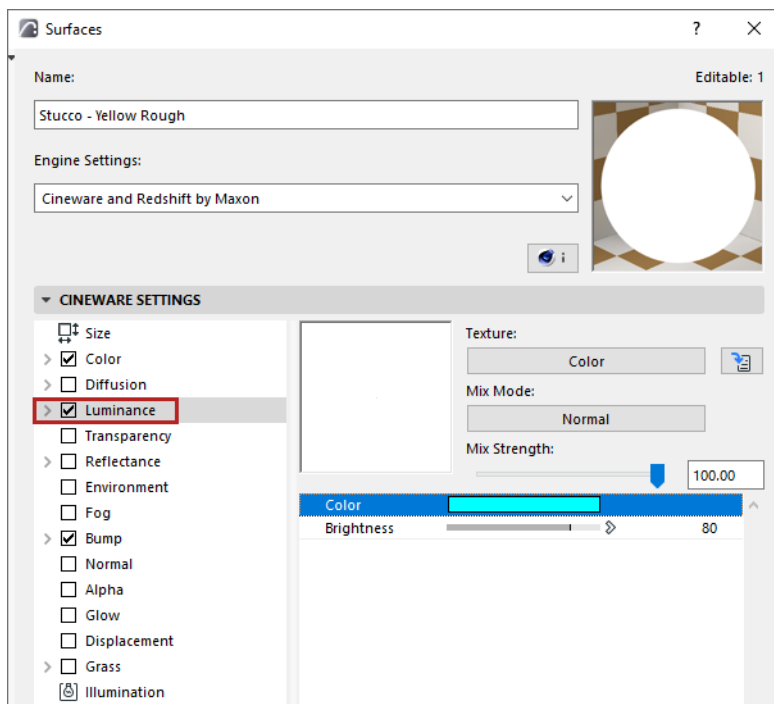 Surfaces
?
Name:
Editable: 1
Stucco - Yellow Rough
Engine Settings:
Cineware and Redshift by Maxon
i
CINEWARE SETTINGS
Size
Color
Diffusion
Luminance
Transparency
Reflectance
Environment
Fog
Bump
Normal
Alpha
Glow
Displacement
Grass
Illumination
Texture:
Color
Mix Mode:
Normal
Mix Strength:
100.00
Color
Brightness 80